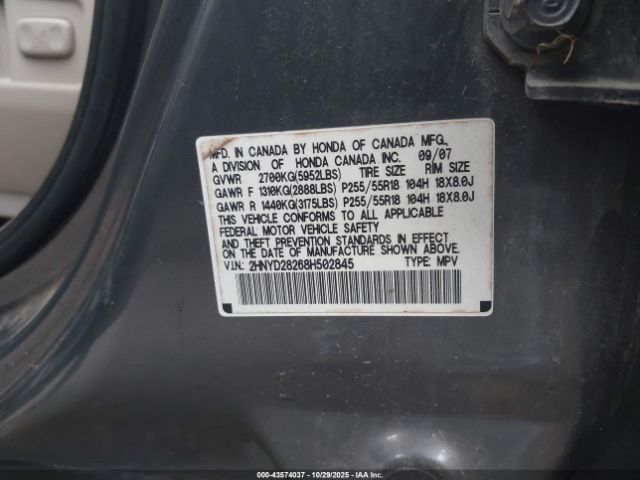 MFD. IN CANADA BY HONDA OF CANADA MFG.,
A DIVISION OF HONDA CANADA INC. 09/07
GVWR 2700KG(5952LBS) TIRE SIZE RIM SIZE
GAWR F 1310KG(2888LBS) P255/55R18 104H 18X8.0J
GAWR R 1440KG(3175LBS) P255/55R18 104H 18X8.0J
THIS VEHICLE CONFORMS TO ALL APPLICABLE
FEDERAL MOTOR VEHICLE SAFETY
AND THEFT PREVENTION STANDARDS IN EFFECT
ON THE DATE OF MANUFACTURE SHOWN ABOVE.
V.I.N: 2HNYD28268H502845 TYPE: MPV
000-43574037 - 10/29/2025 - IAAI.COM